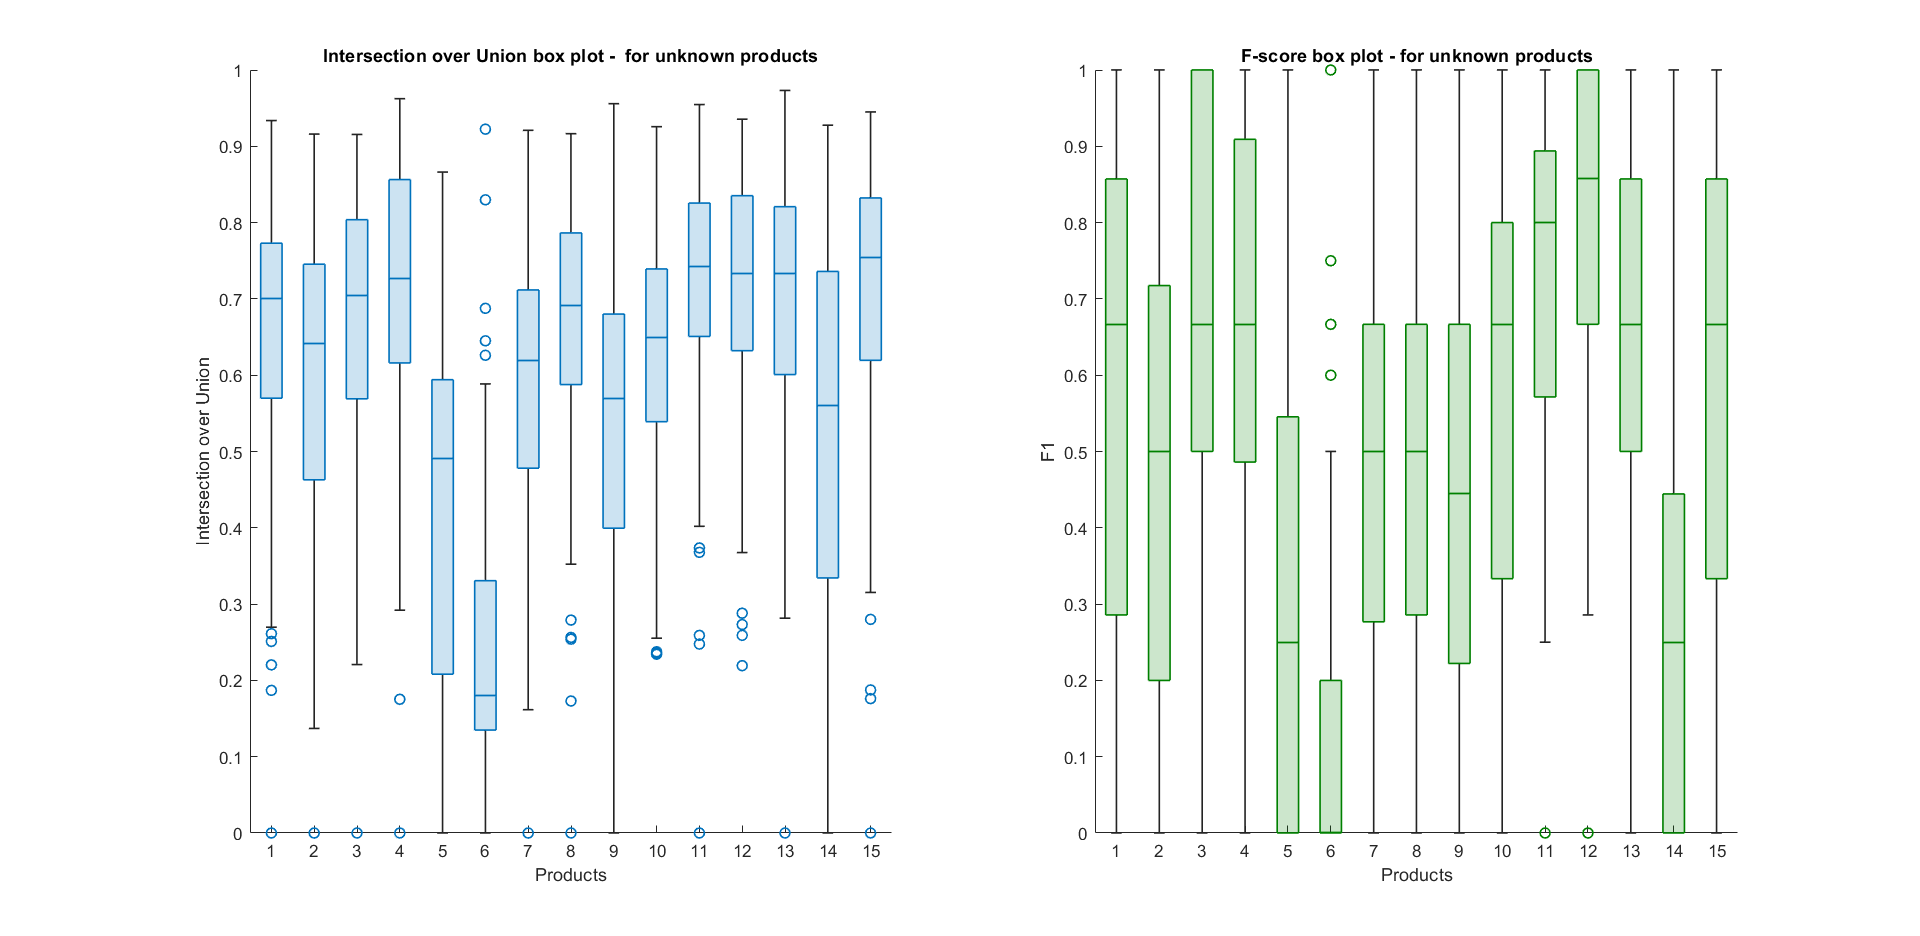 Intersection over Union box plot -  for unknown products
1
0.9
0.8
0.7
0.6
0.5
0.4
0.3
0.2
0.1
0
Intersection over Union
1 2 3 4 5 6 7 8 9 10 11 12 13 14 15
Products
F-score box plot - for unknown products
1
0.9
0.8
0.7
0.6
0.5
0.4
0.3
0.2
0.1
0
F1
1 2 3 4 5 6 7 8 9 10 11 12 13 14 15
Products